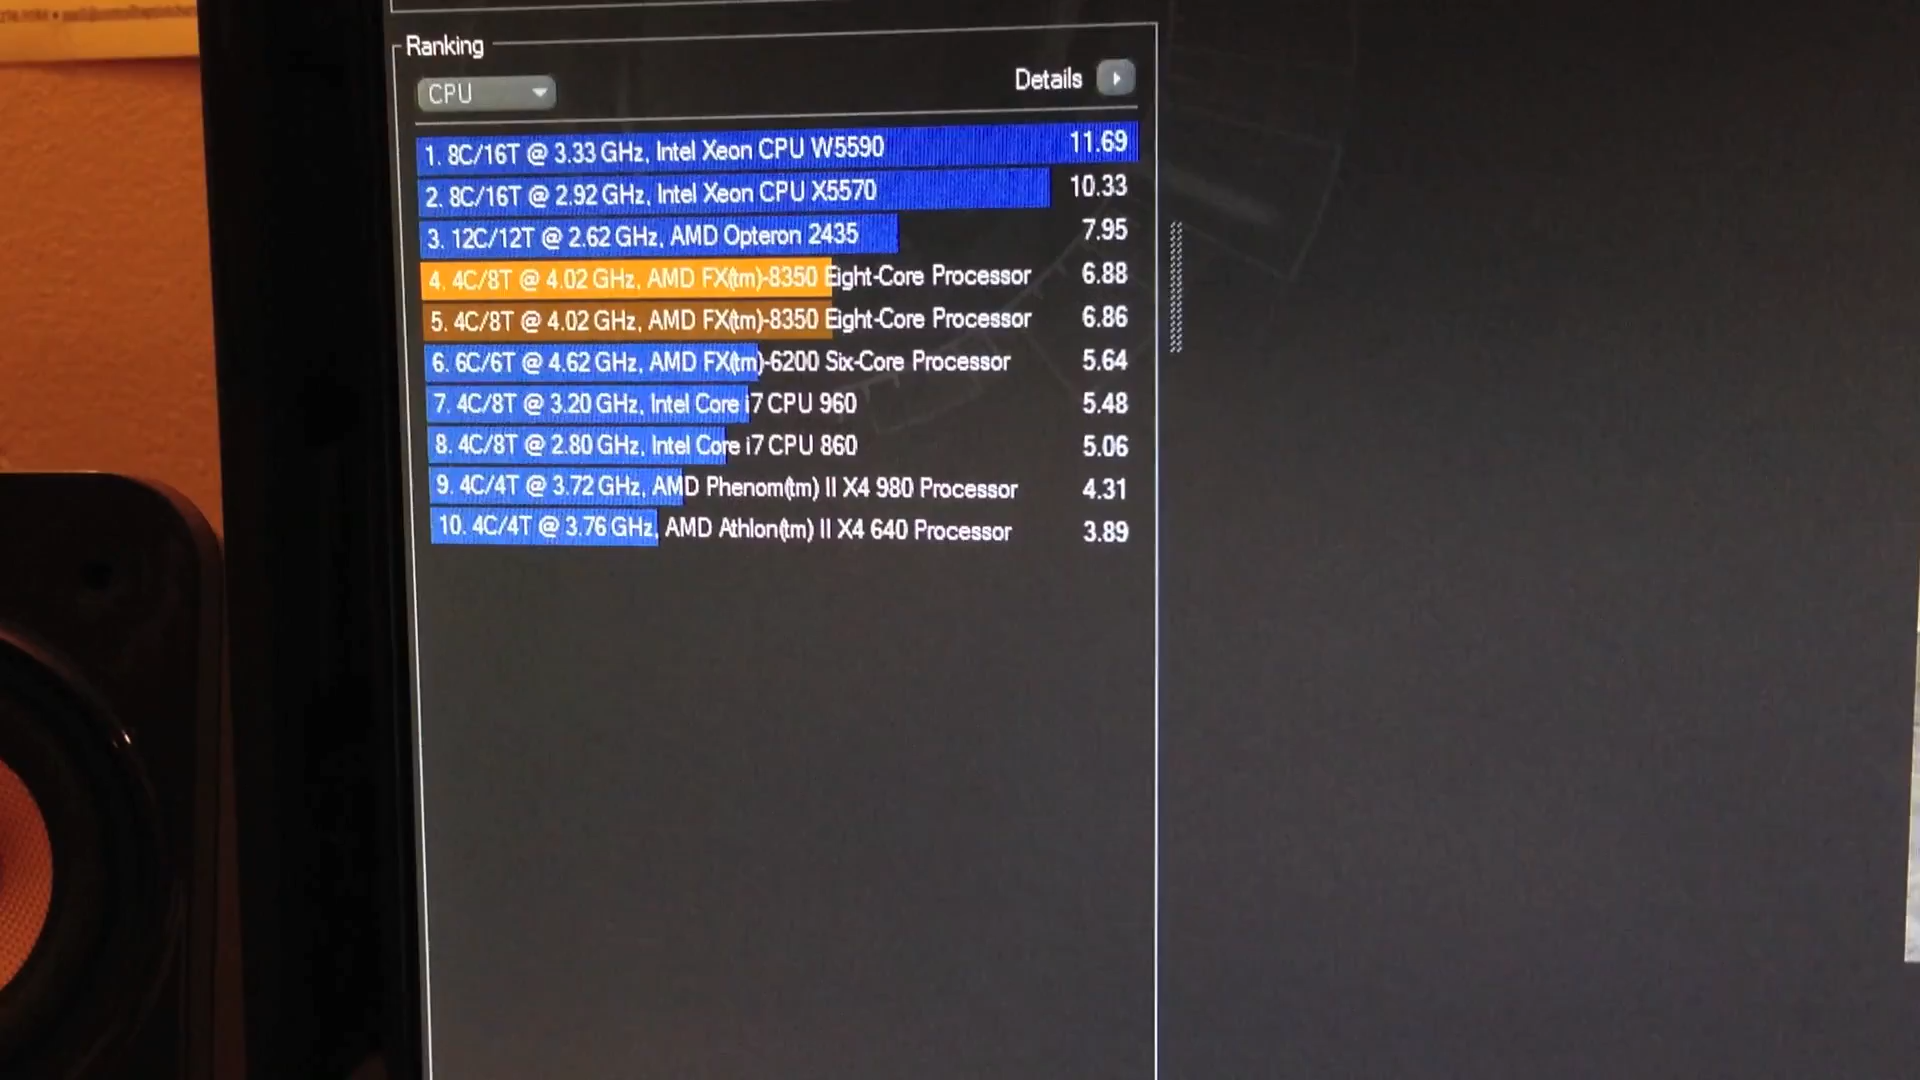 Ranking
CPU
Details
1. 8C/16T @ 3.33 GHz, Intel Xeon CPU W5590 11.69
2. 8C/16T @ 2.92 GHz, Intel Xeon CPU X5570 10.33
3. 12C/12T @ 2.62 GHz, AMD Opteron 2435 7.95
4. 4C/8T @ 4.02 GHz, AMD FX(tm)-8350 Eight-Core Processor 6.88
5. 4C/8T @ 4.02 GHz, AMD FX(tm)-8350 Eight-Core Processor 6.86
6. 6C/6T @ 4.62 GHz, AMD FX(tm)-6200 Six-Core Processor 5.64
7. 4C/8T @ 3.20 GHz, Intel Core i7 CPU 960 5.48
8. 4C/8T @ 2.80 GHz, Intel Core i7 CPU 860 5.06
9. 4C/4T @ 3.72 GHz, AMD Phenom(tm) II X4 980 Processor 4.31
10. 4C/4T @ 3.76 GHz, AMD Athlon(tm) II X4 640 Processor 3.89